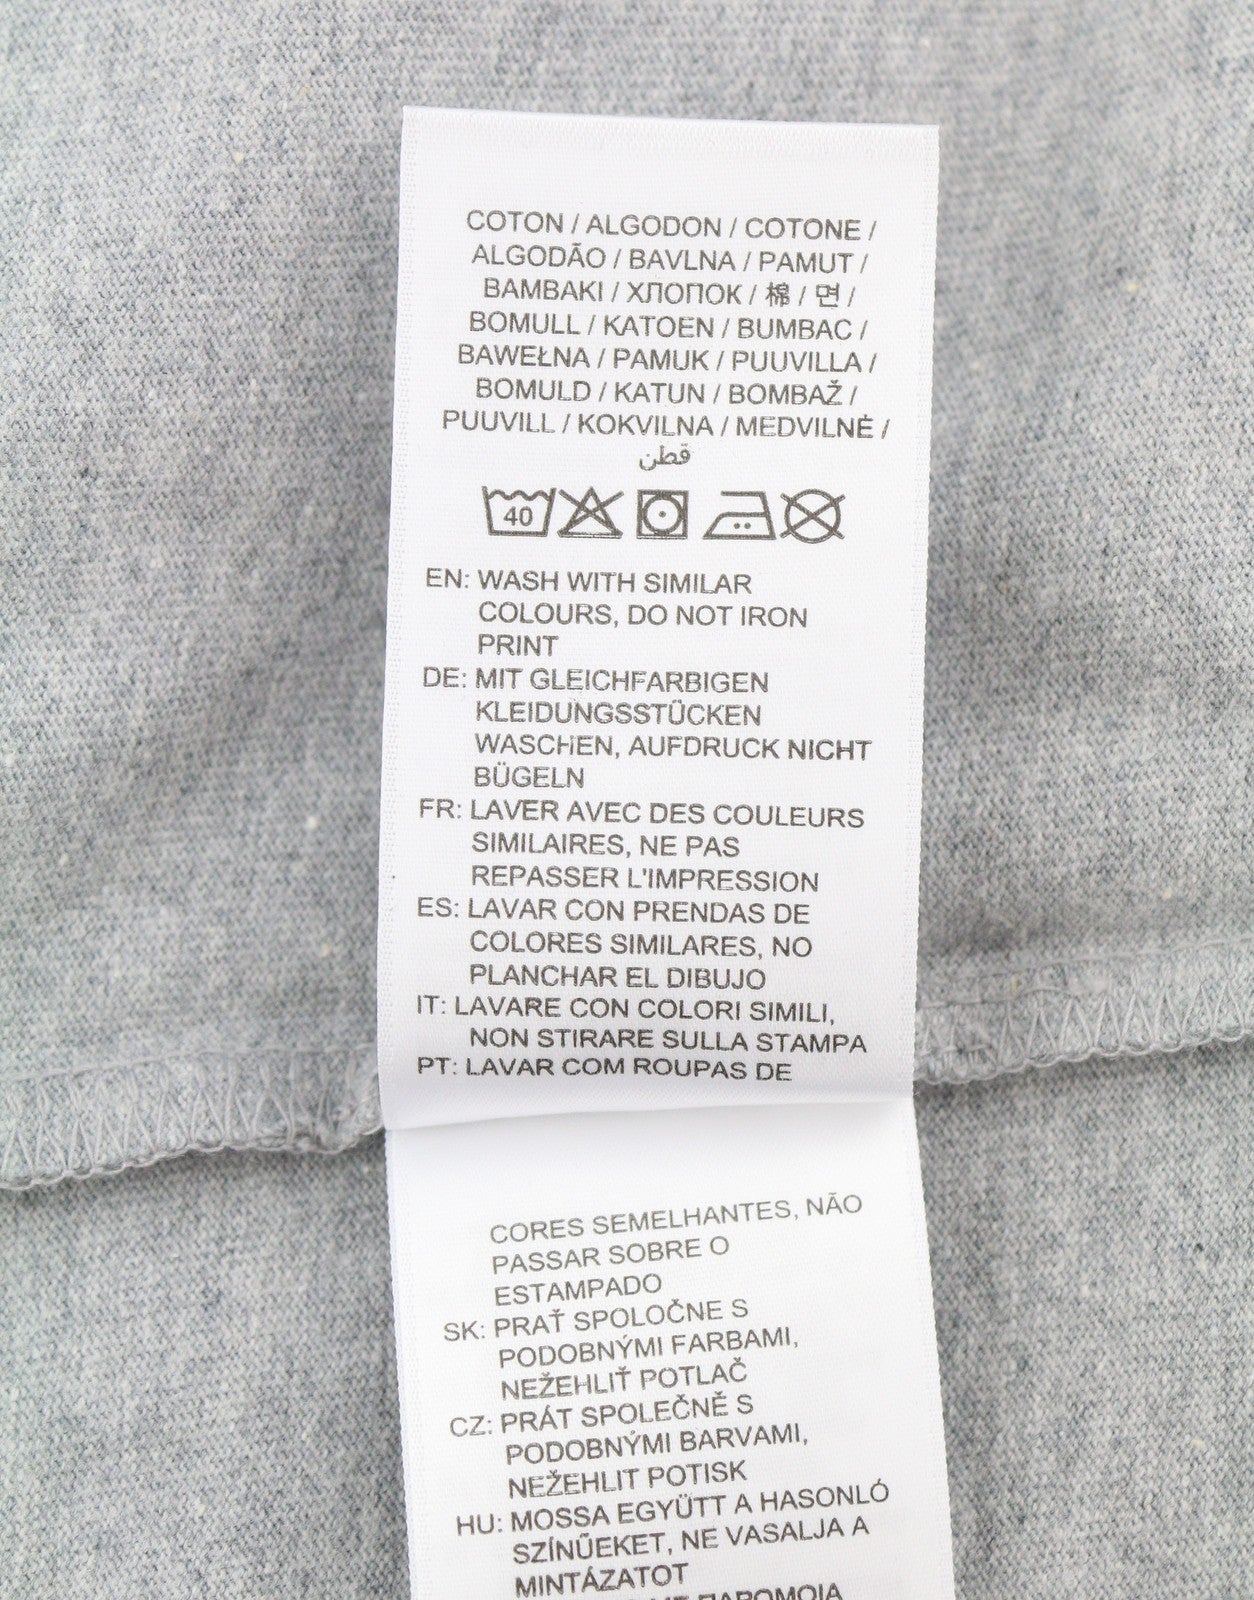 COTON / ALGODON / COTONE /
ALGODÃO / BAVLNA / PAMUT /
BAMBAKI / ХЛОПОК / 棉 / 면 /
BOMULL / KATOEN / BUMBAC /
BAWEŁNA / PAMUK / PUUVILLA /
BOMULD / KATUN / BOMBAŽ /
PUUVILL / KOKVILNA / MEDVILNĖ /
قطن
40
EN: WASH WITH SIMILAR
COLOURS, DO NOT IRON
PRINT
DE: MIT GLEICHFARBIGEN
KLEIDUNGSSTÜCKEN
WASCHEN, AUFDRUCK NICHT
BÜGELN
FR: LAVER AVEC DES COULEURS
SIMILAIRES, NE PAS
REPASSER L'IMPRESSION
ES: LAVAR CON PRENDAS DE
COLORES SIMILARES, NO
PLANCHAR EL DIBUJO
IT: LAVARE CON COLORI SIMILI,
NON STIRARE SULLA STAMPA
PT: LAVAR COM ROUPAS DE
CORES SEMELHANTES, NÃO
PASSAR SOBRE O
ESTAMPADO
SK: PRAŤ SPOLOČNE S
PODOBNÝMI FARBAMI,
NEŽEHLIŤ POTLAČ
CZ: PRÁT SPOLEČNĚ S
PODOBNÝMI BARVAMI,
NEŽEHLIT POTISK
HU: MOSSA EGYÜTT A HASONLÓ
SZÍNŰEKET, NE VASALJA A
MINTÁZATOT
ΠΑΡΟΜΟΙΑ